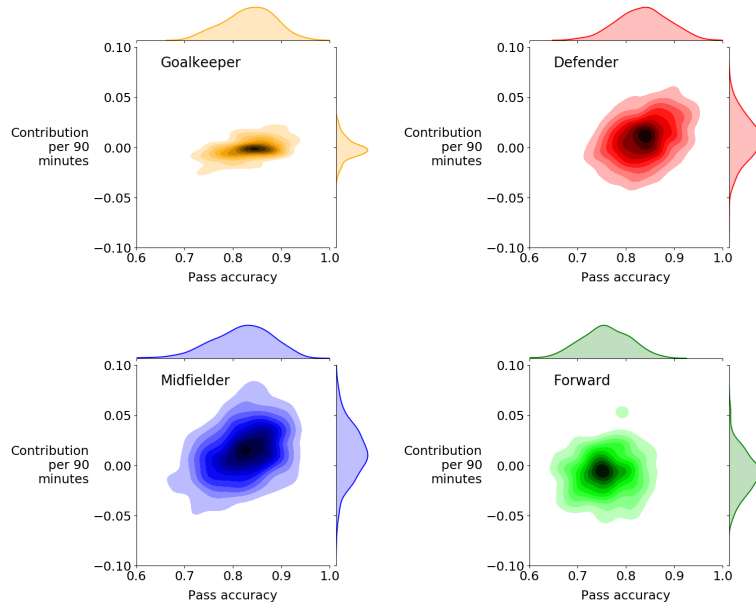 0.10
Goalkeeper
0.05
Contribution
per 90
minutes
0.00
−0.05
−0.10
0.6 0.7 0.8 0.9 1.0
Pass accuracy
0.10
Defender
0.05
Contribution
per 90
minutes
0.00
−0.05
−0.10
0.6 0.7 0.8 0.9 1.0
Pass accuracy
0.10
Midfielder
0.05
Contribution
per 90
minutes
0.00
−0.05
−0.10
0.6 0.7 0.8 0.9 1.0
Pass accuracy
0.10
Forward
0.05
Contribution
per 90
minutes
0.00
−0.05
−0.10
0.6 0.7 0.8 0.9 1.0
Pass accuracy